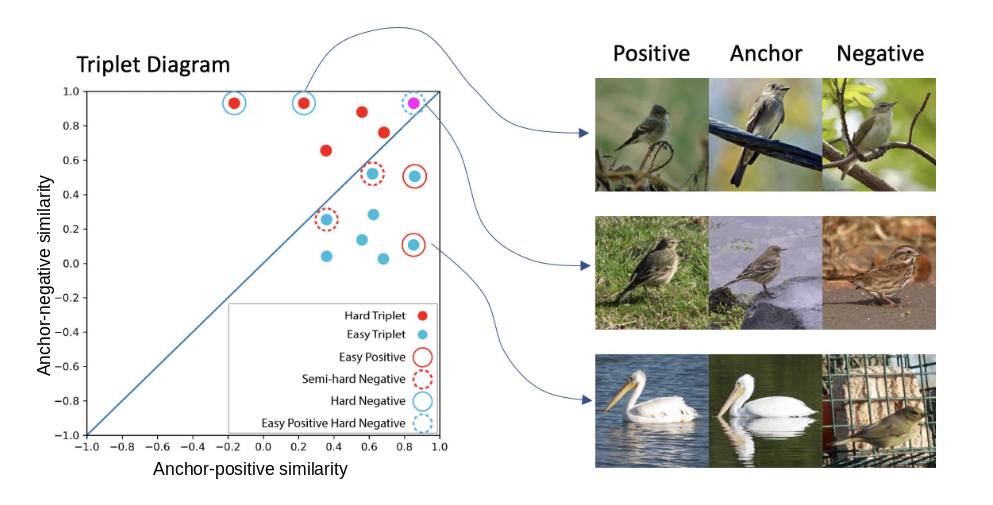 Triplet Diagram
Positive Anchor Negative
1.0
0.8
0.6
0.4
0.2
0.0
−0.2
−0.4
−0.6
−0.8
−1.0
Anchor-negative similarity
Hard Triplet
Easy Triplet
Easy Positive
Semi-hard Negative
Hard Negative
Easy Positive Hard Negative
−1.0 −0.8 −0.6 −0.4 −0.2 0.0 0.2 0.4 0.6 0.8 1.0
Anchor-positive similarity